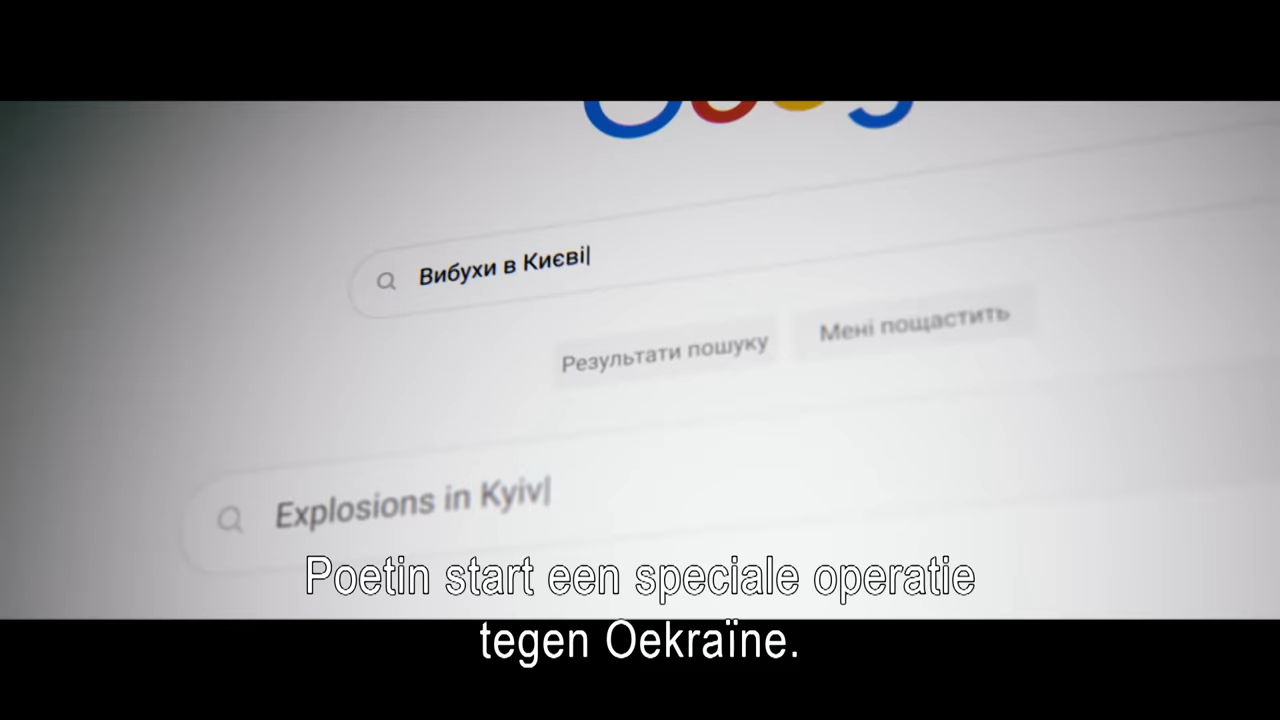 Вибухи в Києві
Результати пошуку
Мені пощастить
Explosions in Kyiv
Poetin start een speciale operatie
tegen Oekraïne.